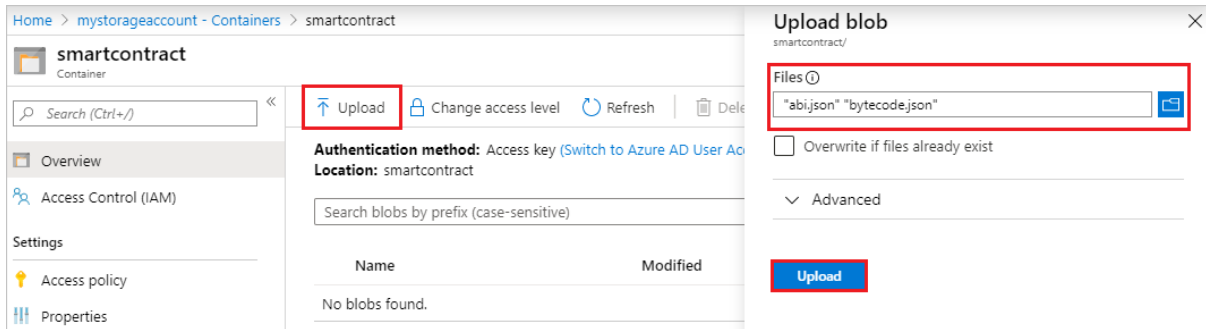 Home > mystorageaccount - Containers > smartcontract
smartcontract
Container
Search (Ctrl+/)
«
Overview
Access Control (IAM)
Settings
Access policy
Properties
Upload
Change access level
Refresh
Authentication method: Access key (Switch to Azure AD User
Location: smartcontract
Search blobs by prefix (case-sensitive)
Name Modified
No blobs found.
Upload blob
smartcontract/
Files
"abi.json" "bytecode.json"
Overwrite if files already exist
Advanced
Upload